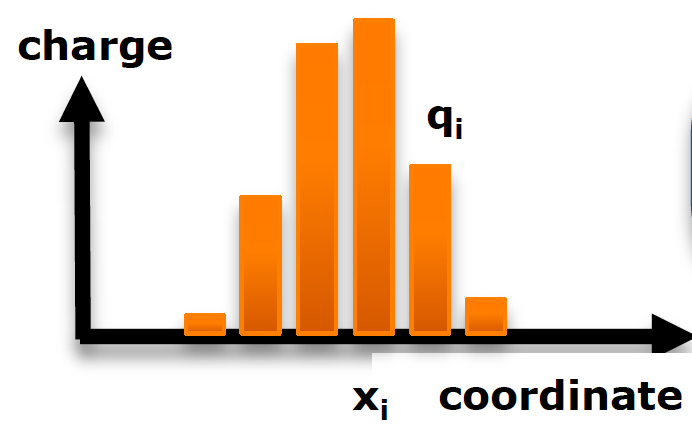 charge
qᵢ
xᵢ coordinate